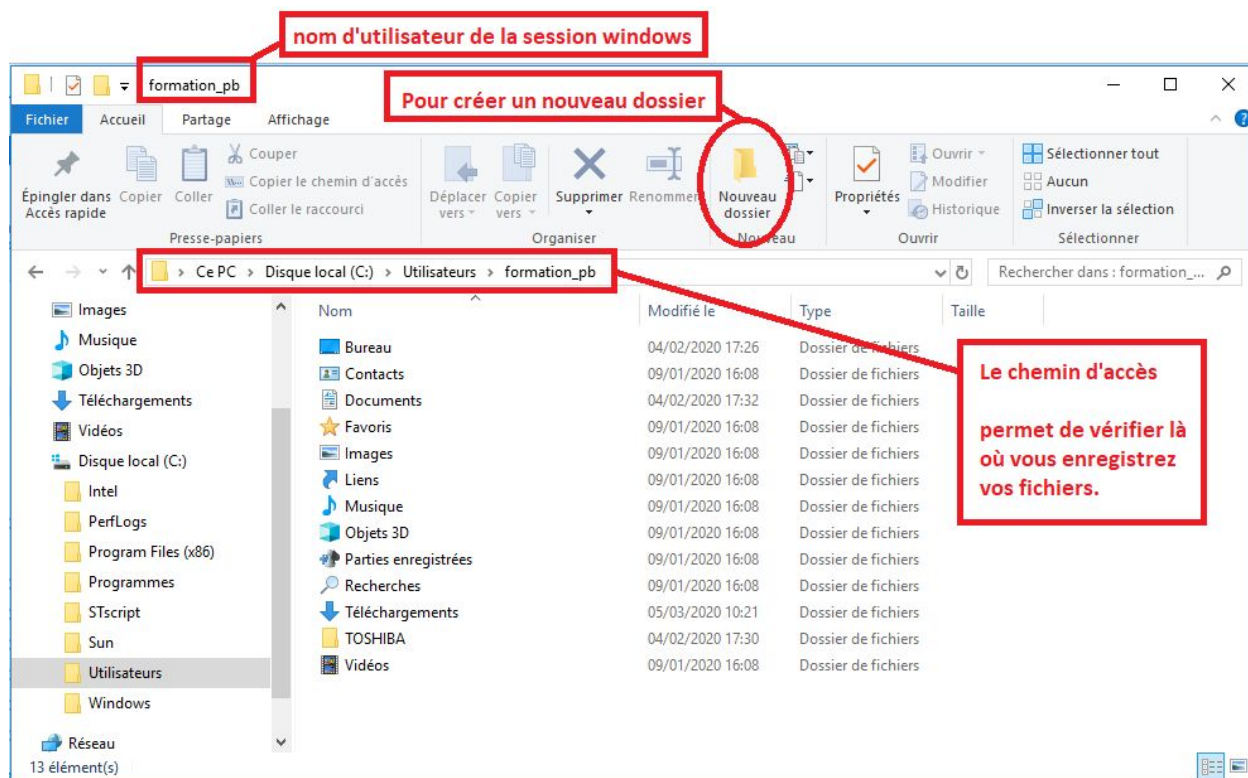 nom d'utilisateur de la session windows
formation_pb
Pour créer un nouveau dossier
Fichier Accueil Partage Affichage
Épingler dans Accès rapide
Copier
Coller
Couper
Copier le chemin d'accès
Coller le raccourci
Déplacer vers
Copier vers
Supprimer
Renommer
Nouveau dossier
Propriétés
Ouvrir
Modifier
Historique
Sélectionner tout
Aucun
Inverser la sélection
Presse-papiers Organiser Nouveau Ouvrir Sélectionner
Ce PC > Disque local (C:) > Utilisateurs > formation_pb
Rechercher dans : formation_...
Images
Musique
Objets 3D
Téléchargements
Vidéos
Disque local (C:)
Intel
PerfLogs
Program Files (x86)
Programmes
STscript
Sun
Utilisateurs
Windows
Réseau
Nom Modifié le Type Taille
Bureau 04/02/2020 17:26 Dossier de fichiers
Contacts 09/01/2020 16:08 Dossier de fichiers
Documents 04/02/2020 17:32 Dossier de fichiers
Favoris 09/01/2020 16:08 Dossier de fichiers
Images 09/01/2020 16:08 Dossier de fichiers
Liens 09/01/2020 16:08 Dossier de fichiers
Musique 09/01/2020 16:08 Dossier de fichiers
Objets 3D 09/01/2020 16:08 Dossier de fichiers
Parties enregistrées 09/01/2020 16:08 Dossier de fichiers
Recherches 09/01/2020 16:08 Dossier de fichiers
Téléchargements 05/03/2020 10:21 Dossier de fichiers
TOSHIBA 04/02/2020 17:30 Dossier de fichiers
Vidéos 09/01/2020 16:08 Dossier de fichiers
Le chemin d'accès
permet de vérifier là
où vous enregistrez
vos fichiers.
13 élément(s)